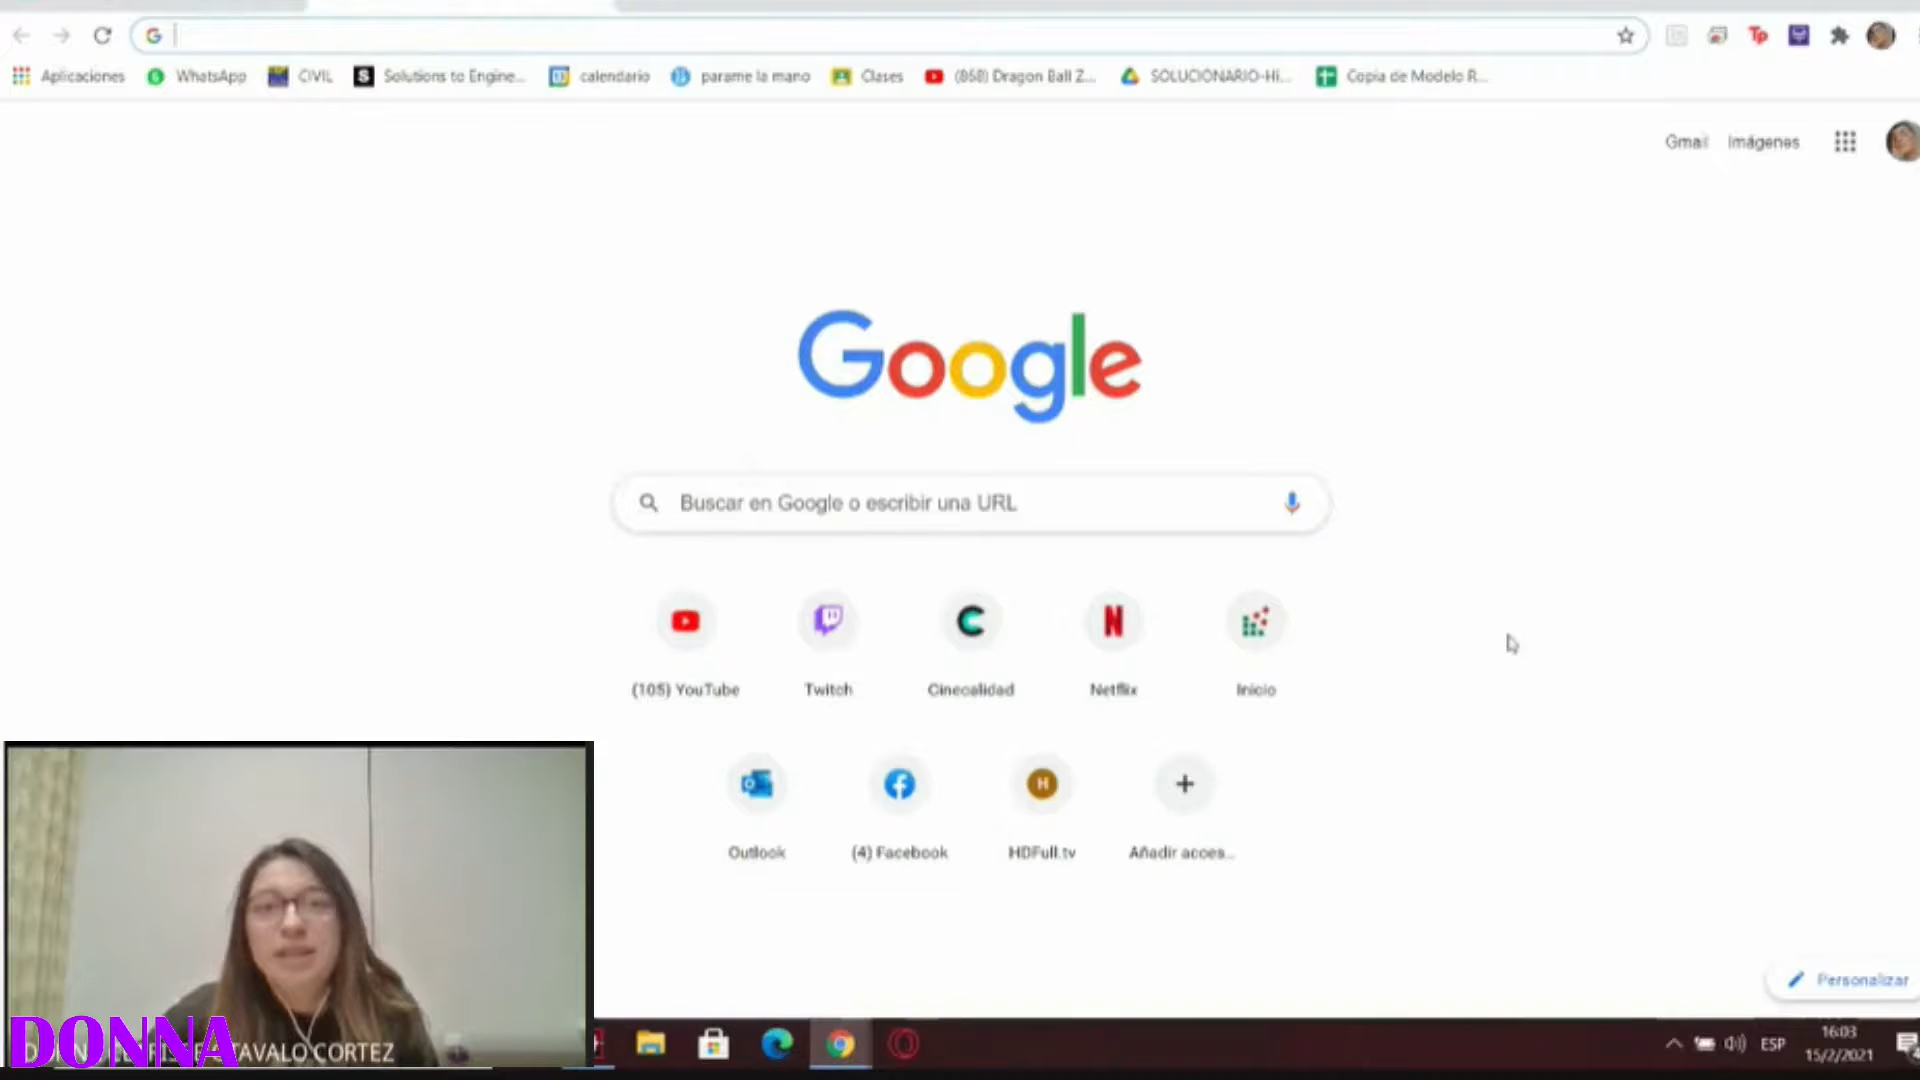 Aplicaciones WhatsApp CIVIL Solutions to Engine... calendario parame la mano Clases (858) Dragon Ball Z... SOLUCIONARIO-Hi... Copia de Modelo R...
Gmail Imágenes
Google
Buscar en Google o escribir una URL
(105) YouTube Twitch Cinecalidad Netflix Inicio
Outlook (4) Facebook HDFull.tv Añadir acces...
Personalizar
DONNA
TAVALO CORTEZ
ESP
16:03
15/2/2021